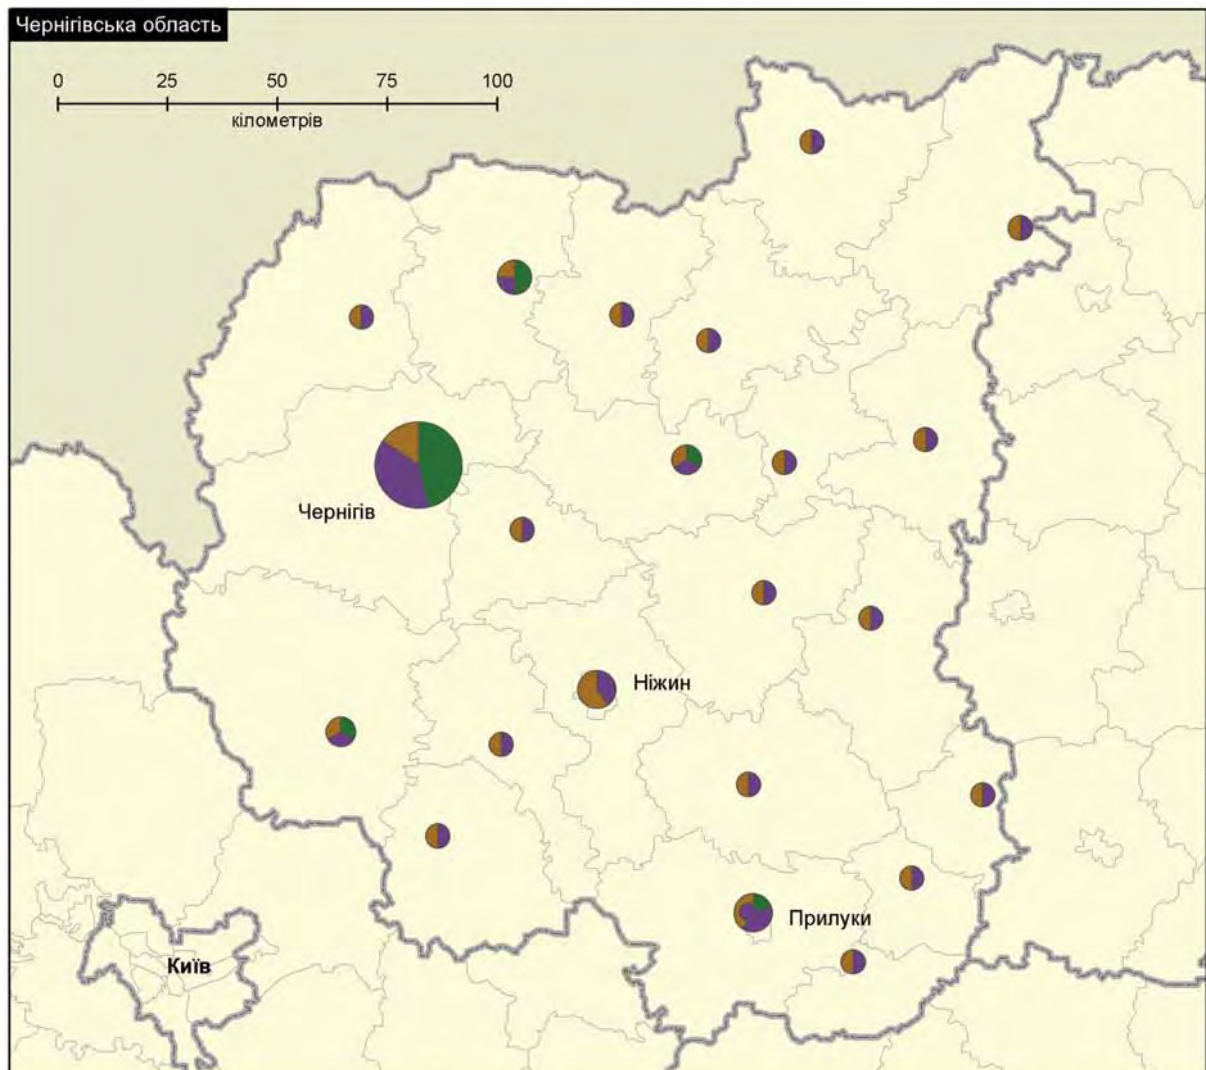 Чернігівська область
0 25 50 75 100
кілометрів
Чернігів
Ніжин
Прилуки
Київ